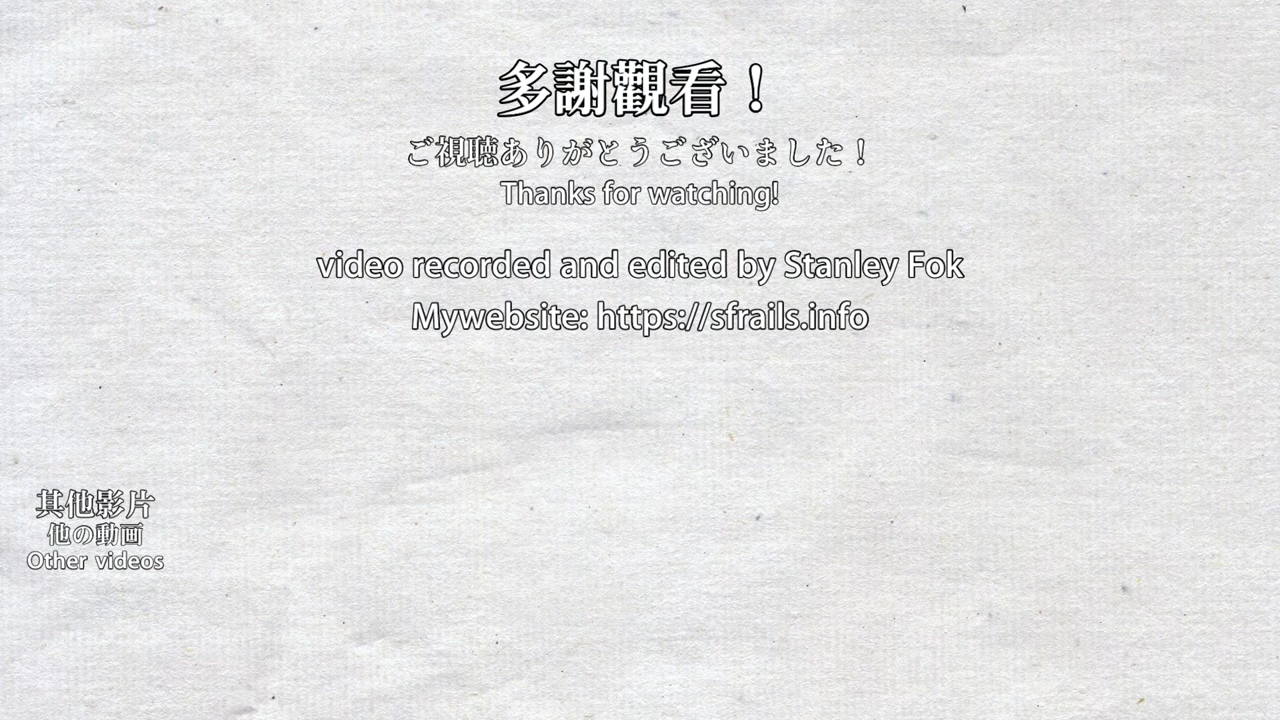 多謝觀看！
ご視聴ありがとうございました！
Thanks for watching!
video recorded and edited by Stanley Fok
Mywebsite: https://sfrails.info
其他影片
他の動画
Other videos